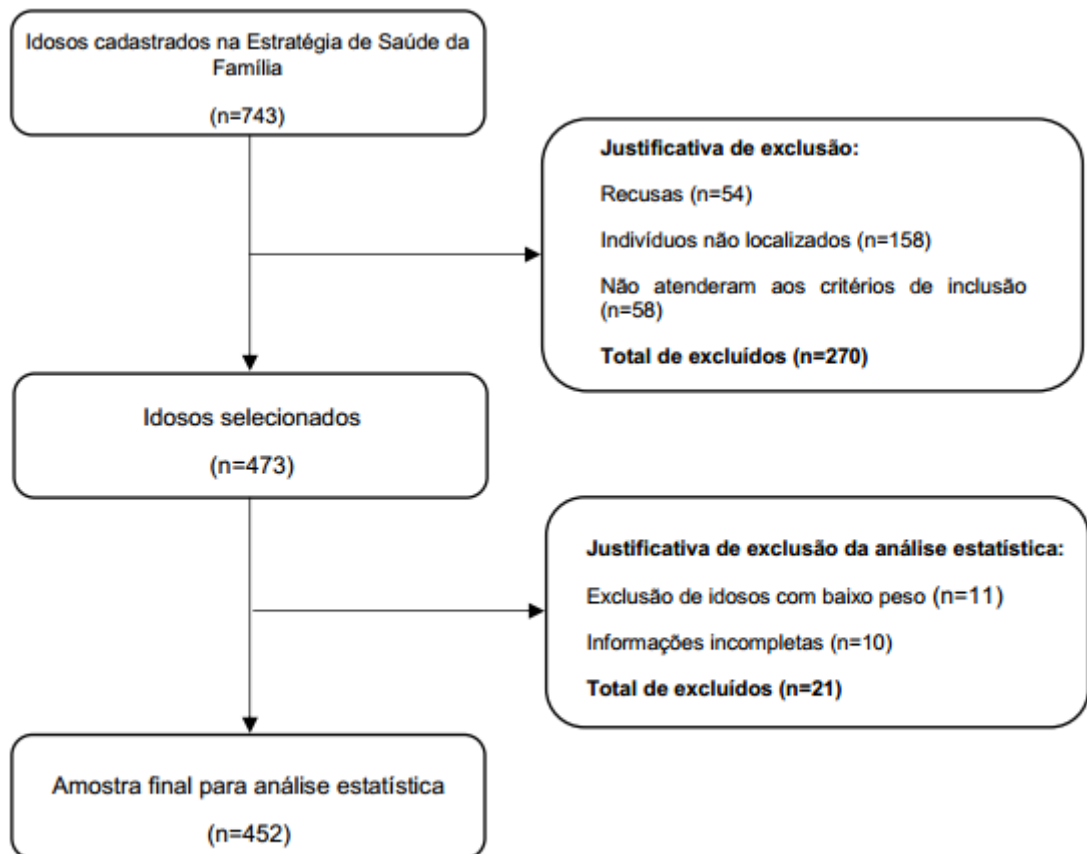 Idosos cadastrados na Estratégia de Saúde da
Família
(n=743)
Justificativa de exclusão:
Recusas (n=54)
Indivíduos não localizados (n=158)
Não atenderam aos critérios de inclusão
(n=58)
Total de excluídos (n=270)
Idosos selecionados
(n=473)
Justificativa de exclusão da análise estatística:
Exclusão de idosos com baixo peso (n=11)
Informações incompletas (n=10)
Total de excluídos (n=21)
Amostra final para análise estatística
(n=452)